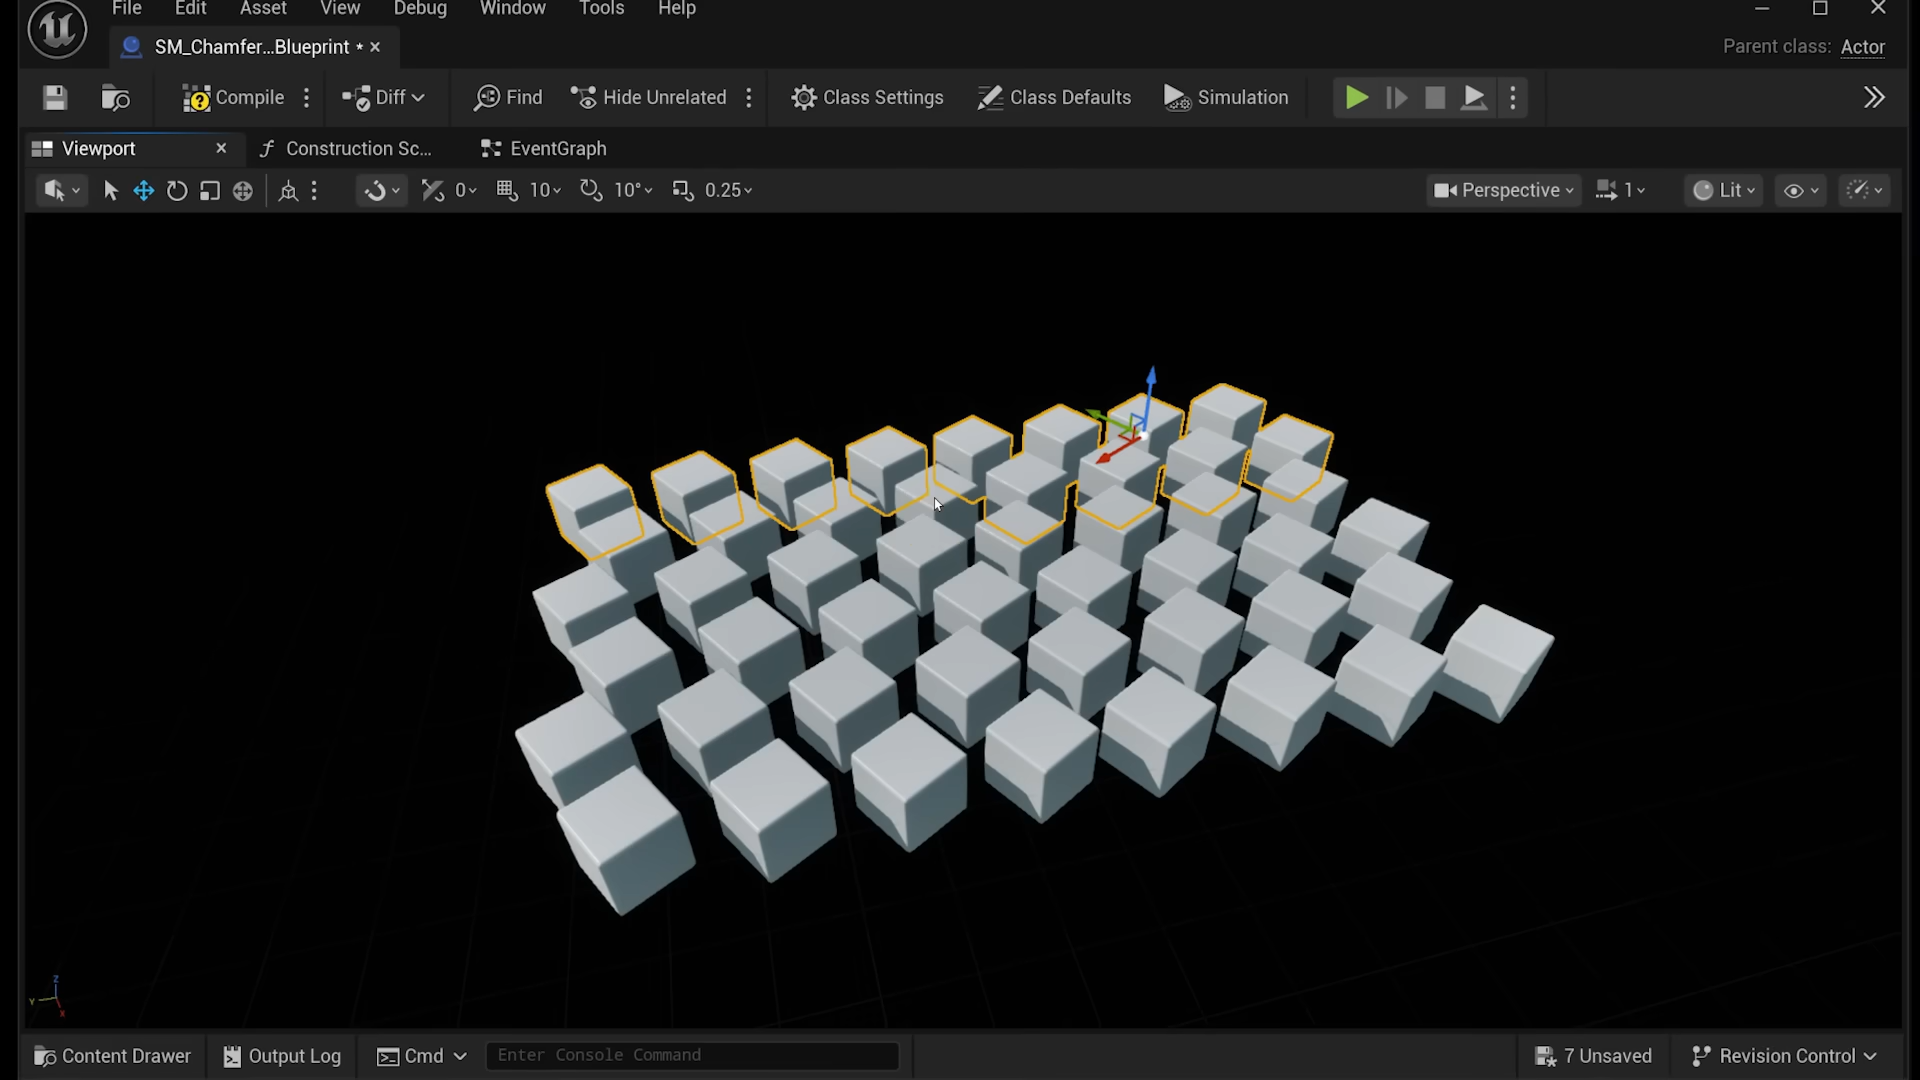 File Edit Asset View Debug Window Tools Help
SM_Chamfer...Blueprint *
Parent class: Actor
Compile Diff Find Hide Unrelated Class Settings Class Defaults Simulation
Viewport Construction Sc... EventGraph
0 10 10° 0.25 Perspective 1 Lit
Z
Y
X
Content Drawer Output Log Cmd Enter Console Command 7 Unsaved Revision Control